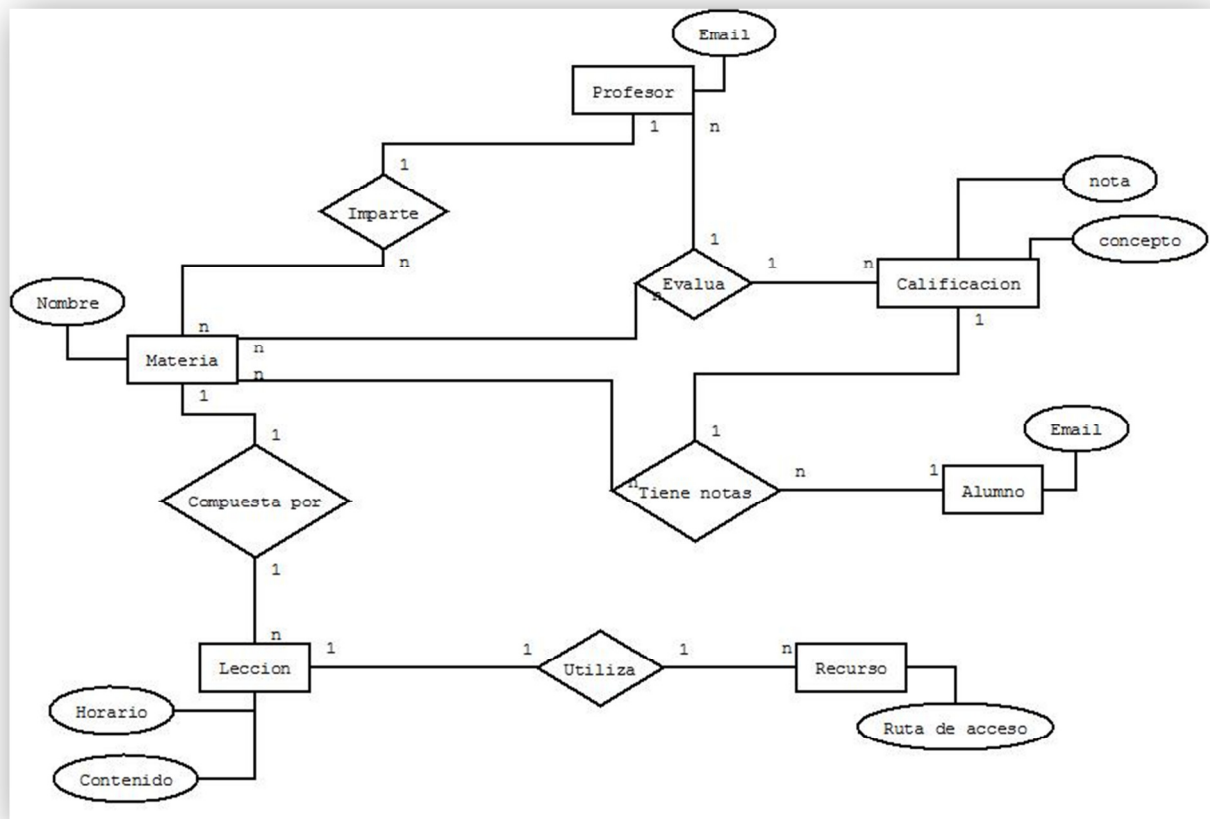 Email
Profesor
1 n
1
nota
Imparte
concepto
n
1
1 n
Evalua
Calificacion
n
Nombre
n
n
1
Materia
n
1
1
1
Email
n 1
n
Tiene notas
Alumno
Compuesta por
1
n
1 1 1 n
Leccion
Utiliza
Recurso
Horario
Ruta de acceso
Contenido